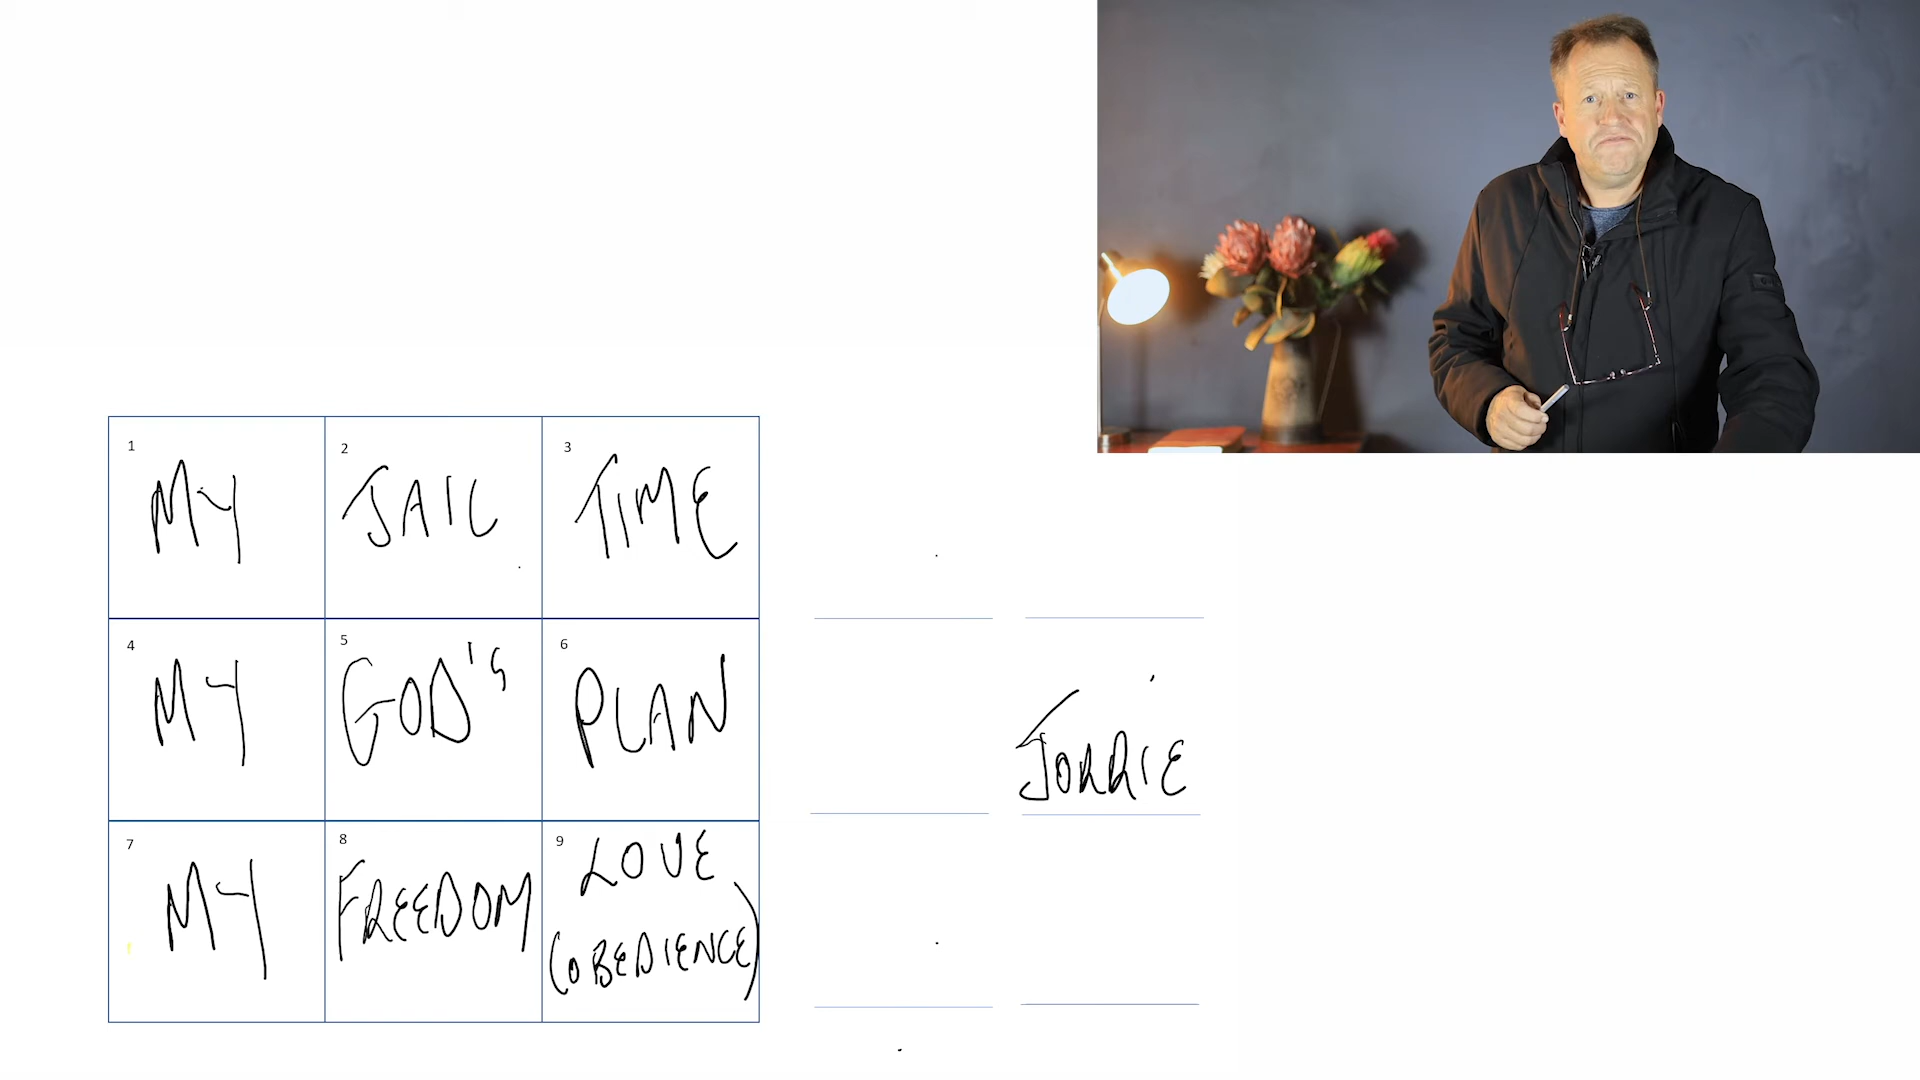 1 2 3
MY JAIL TIME
4 5 6
MY GOD's PLAN
JORRIE
7 8 9
MY FREEDOM LOVE
(OBEDIENCE)